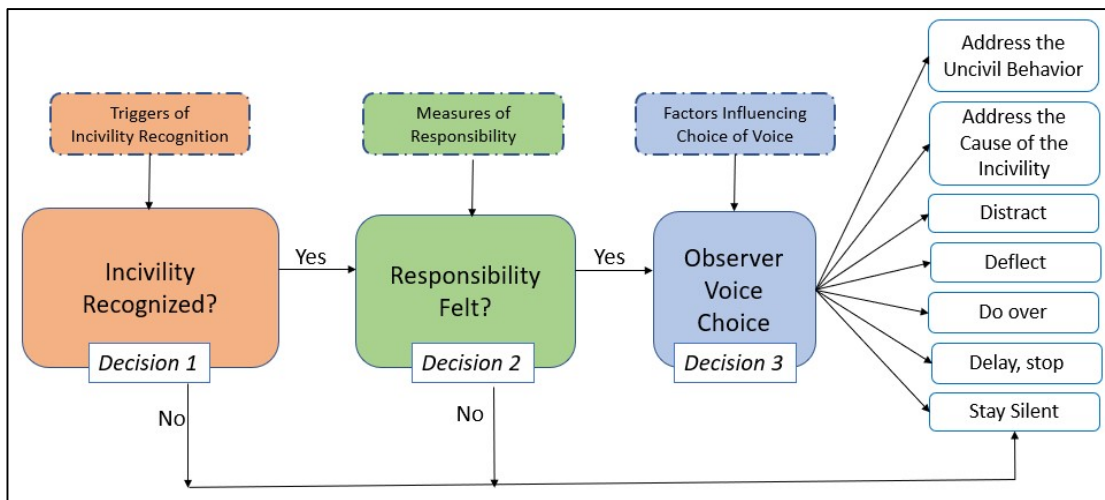 Triggers of
Incivility Recognition
Measures of
Responsibility
Factors Influencing
Choice of Voice
Incivility
Recognized?
Decision 1
Yes
Responsibility
Felt?
Decision 2
Yes
Observer
Voice
Choice
Decision 3
Address the
Uncivil Behavior
Address the
Cause of the
Incivility
Distract
Deflect
Do over
Delay, stop
Stay Silent
No
No